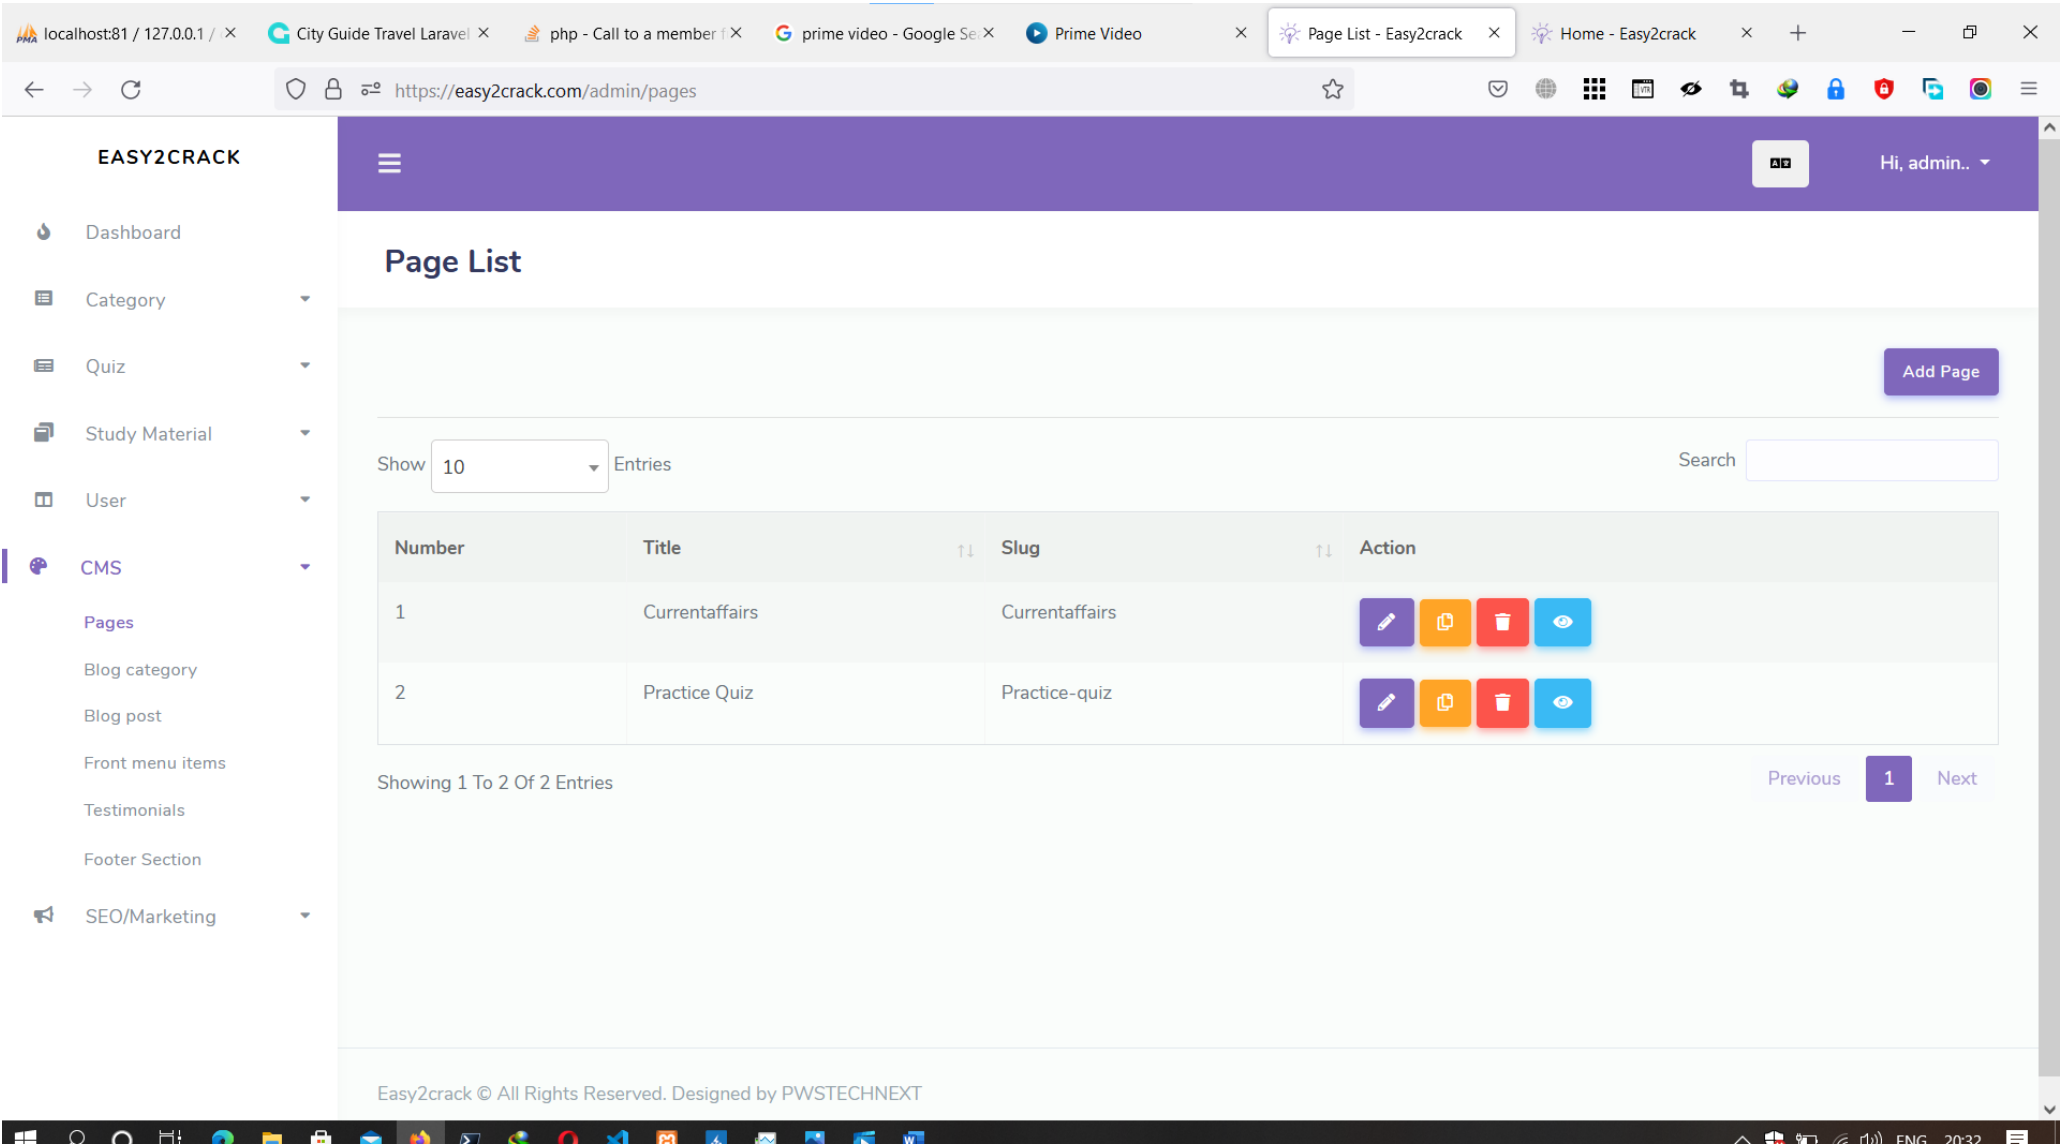 localhost:81 / 127.0.0.1 /
City Guide Travel Laravel
php - Call to a member f
prime video - Google Se
Prime Video
Page List - Easy2crack
Home - Easy2crack
https://easy2crack.com/admin/pages
EASY2CRACK
Hi, admin..
Dashboard
Page List
Category
Quiz
Add Page
Study Material
Show 10 Entries
Search
User
Number Title Slug Action
CMS
1 Currentaffairs Currentaffairs
Pages
Blog category
2 Practice Quiz Practice-quiz
Blog post
Front menu items
Showing 1 To 2 Of 2 Entries
Previous 1 Next
Testimonials
Footer Section
SEO/Marketing
Easy2crack © All Rights Reserved. Designed by PWSTECHNEXT
ENG 20:32